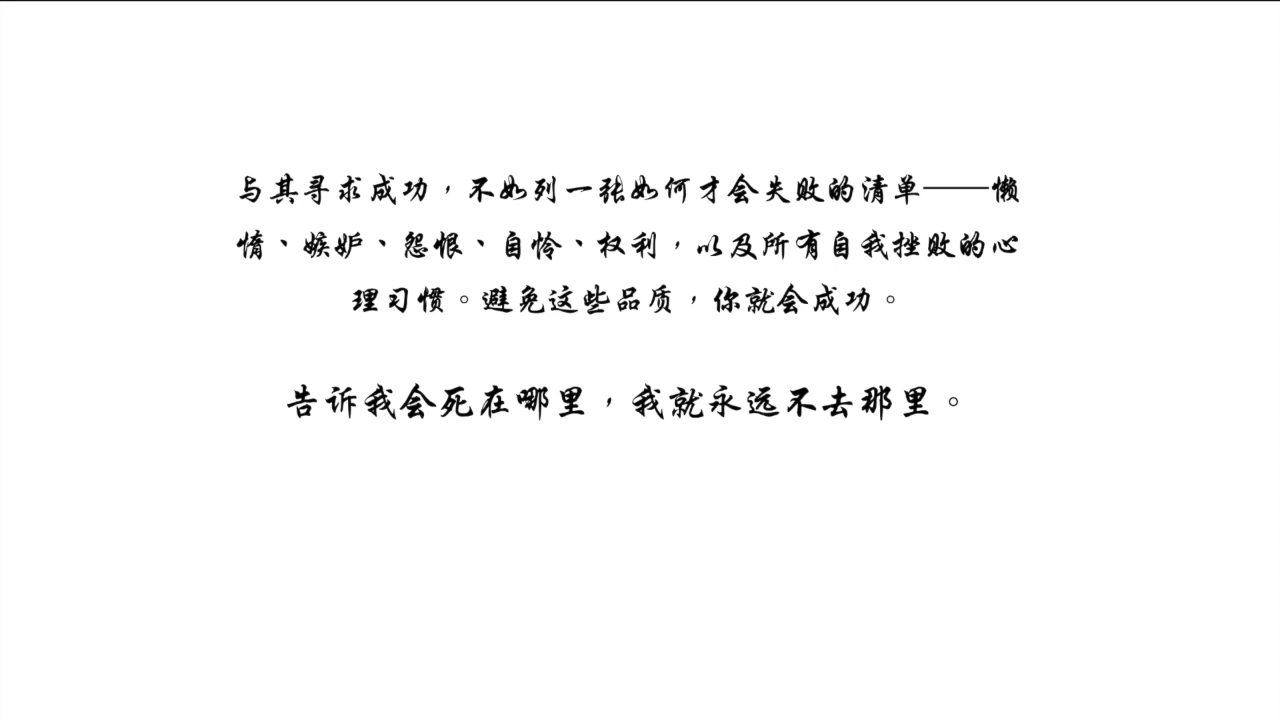 与其寻求成功，不如列一张如何才会失败的清单——懒
惰、嫉妒、怨恨、自怜、权利，以及所有自我挫败的心
理习惯。避免这些品质，你就会成功。
告诉我会死在哪里，我就永远不去那里。